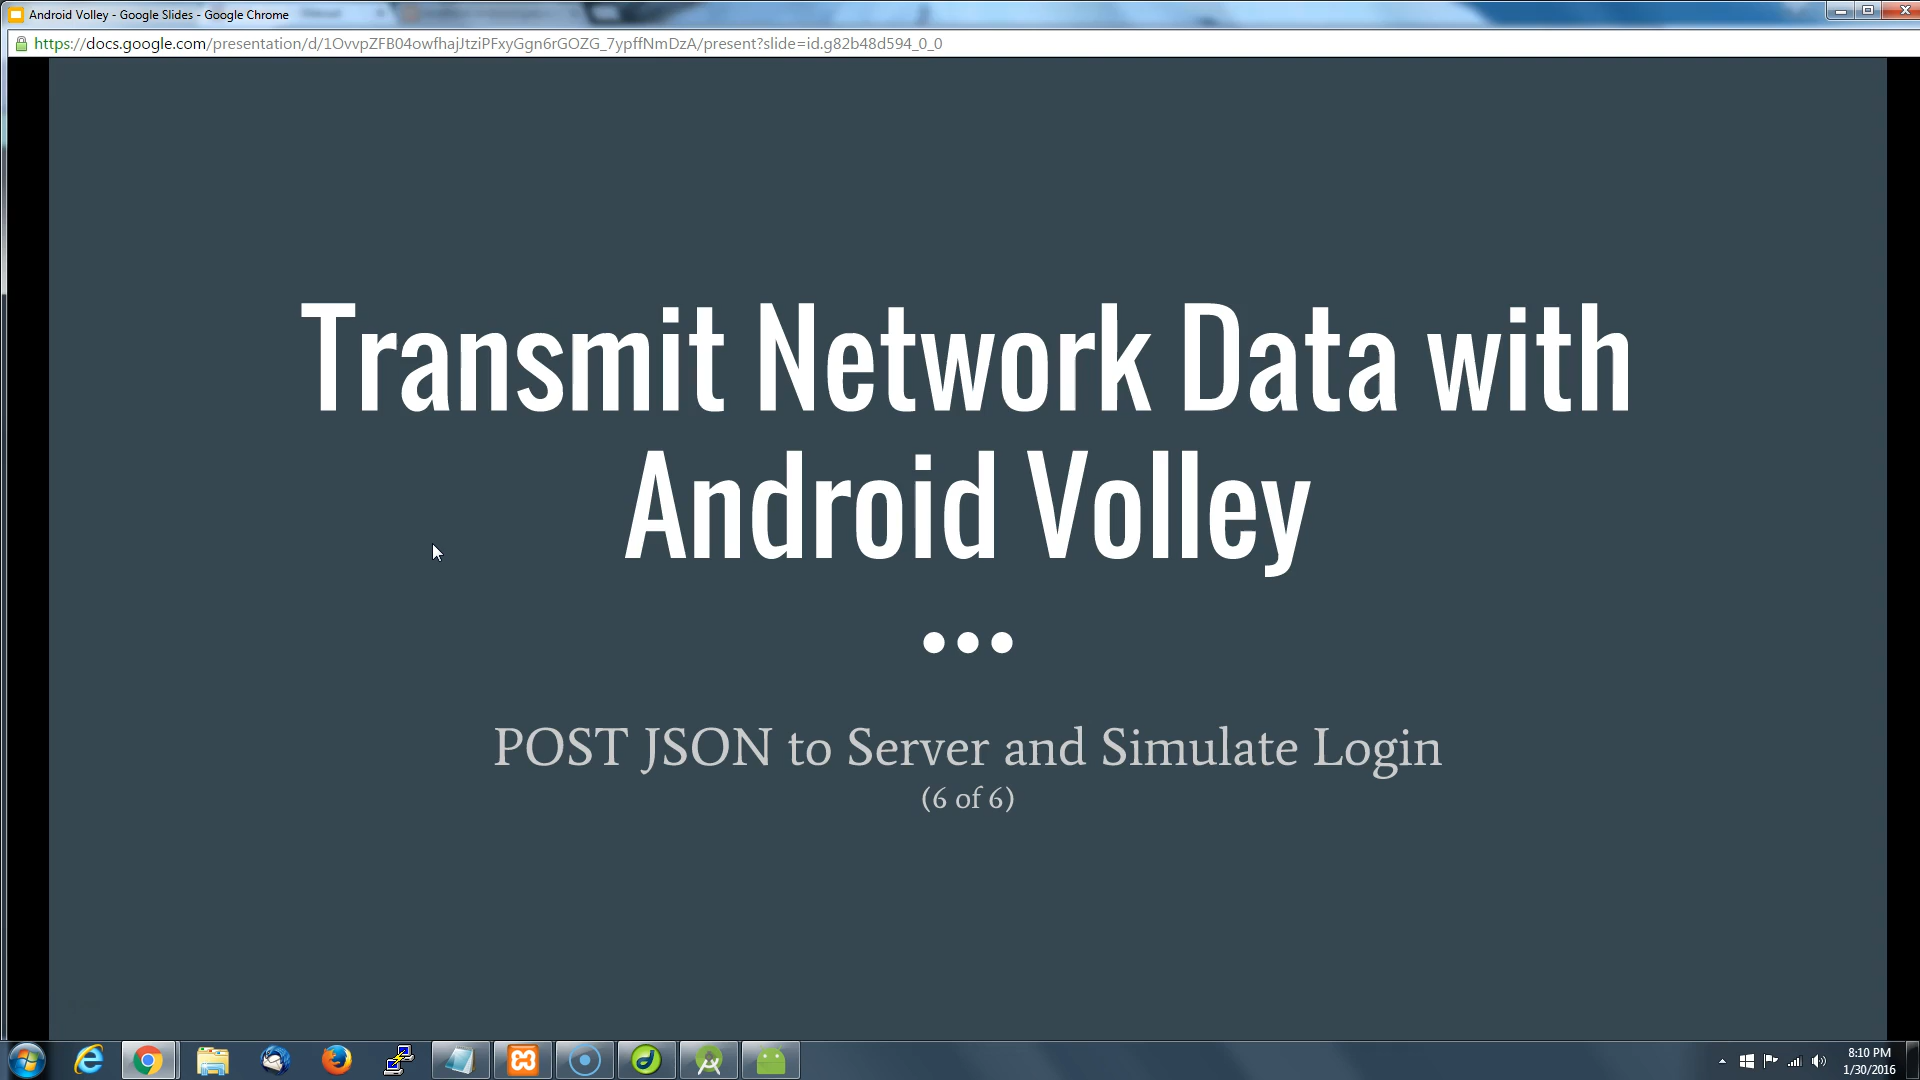 Android Volley - Google Slides - Google Chrome
https://docs.google.com/presentation/d/1OvvpZFB04owfhajJtziPFxyGgn6rGOZG_7ypffNmDzA/present?slide=id.g82b48d594_0_0
Transmit Network Data with
Android Volley
POST JSON to Server and Simulate Login
(6 of 6)
8:10 PM
1/30/2016